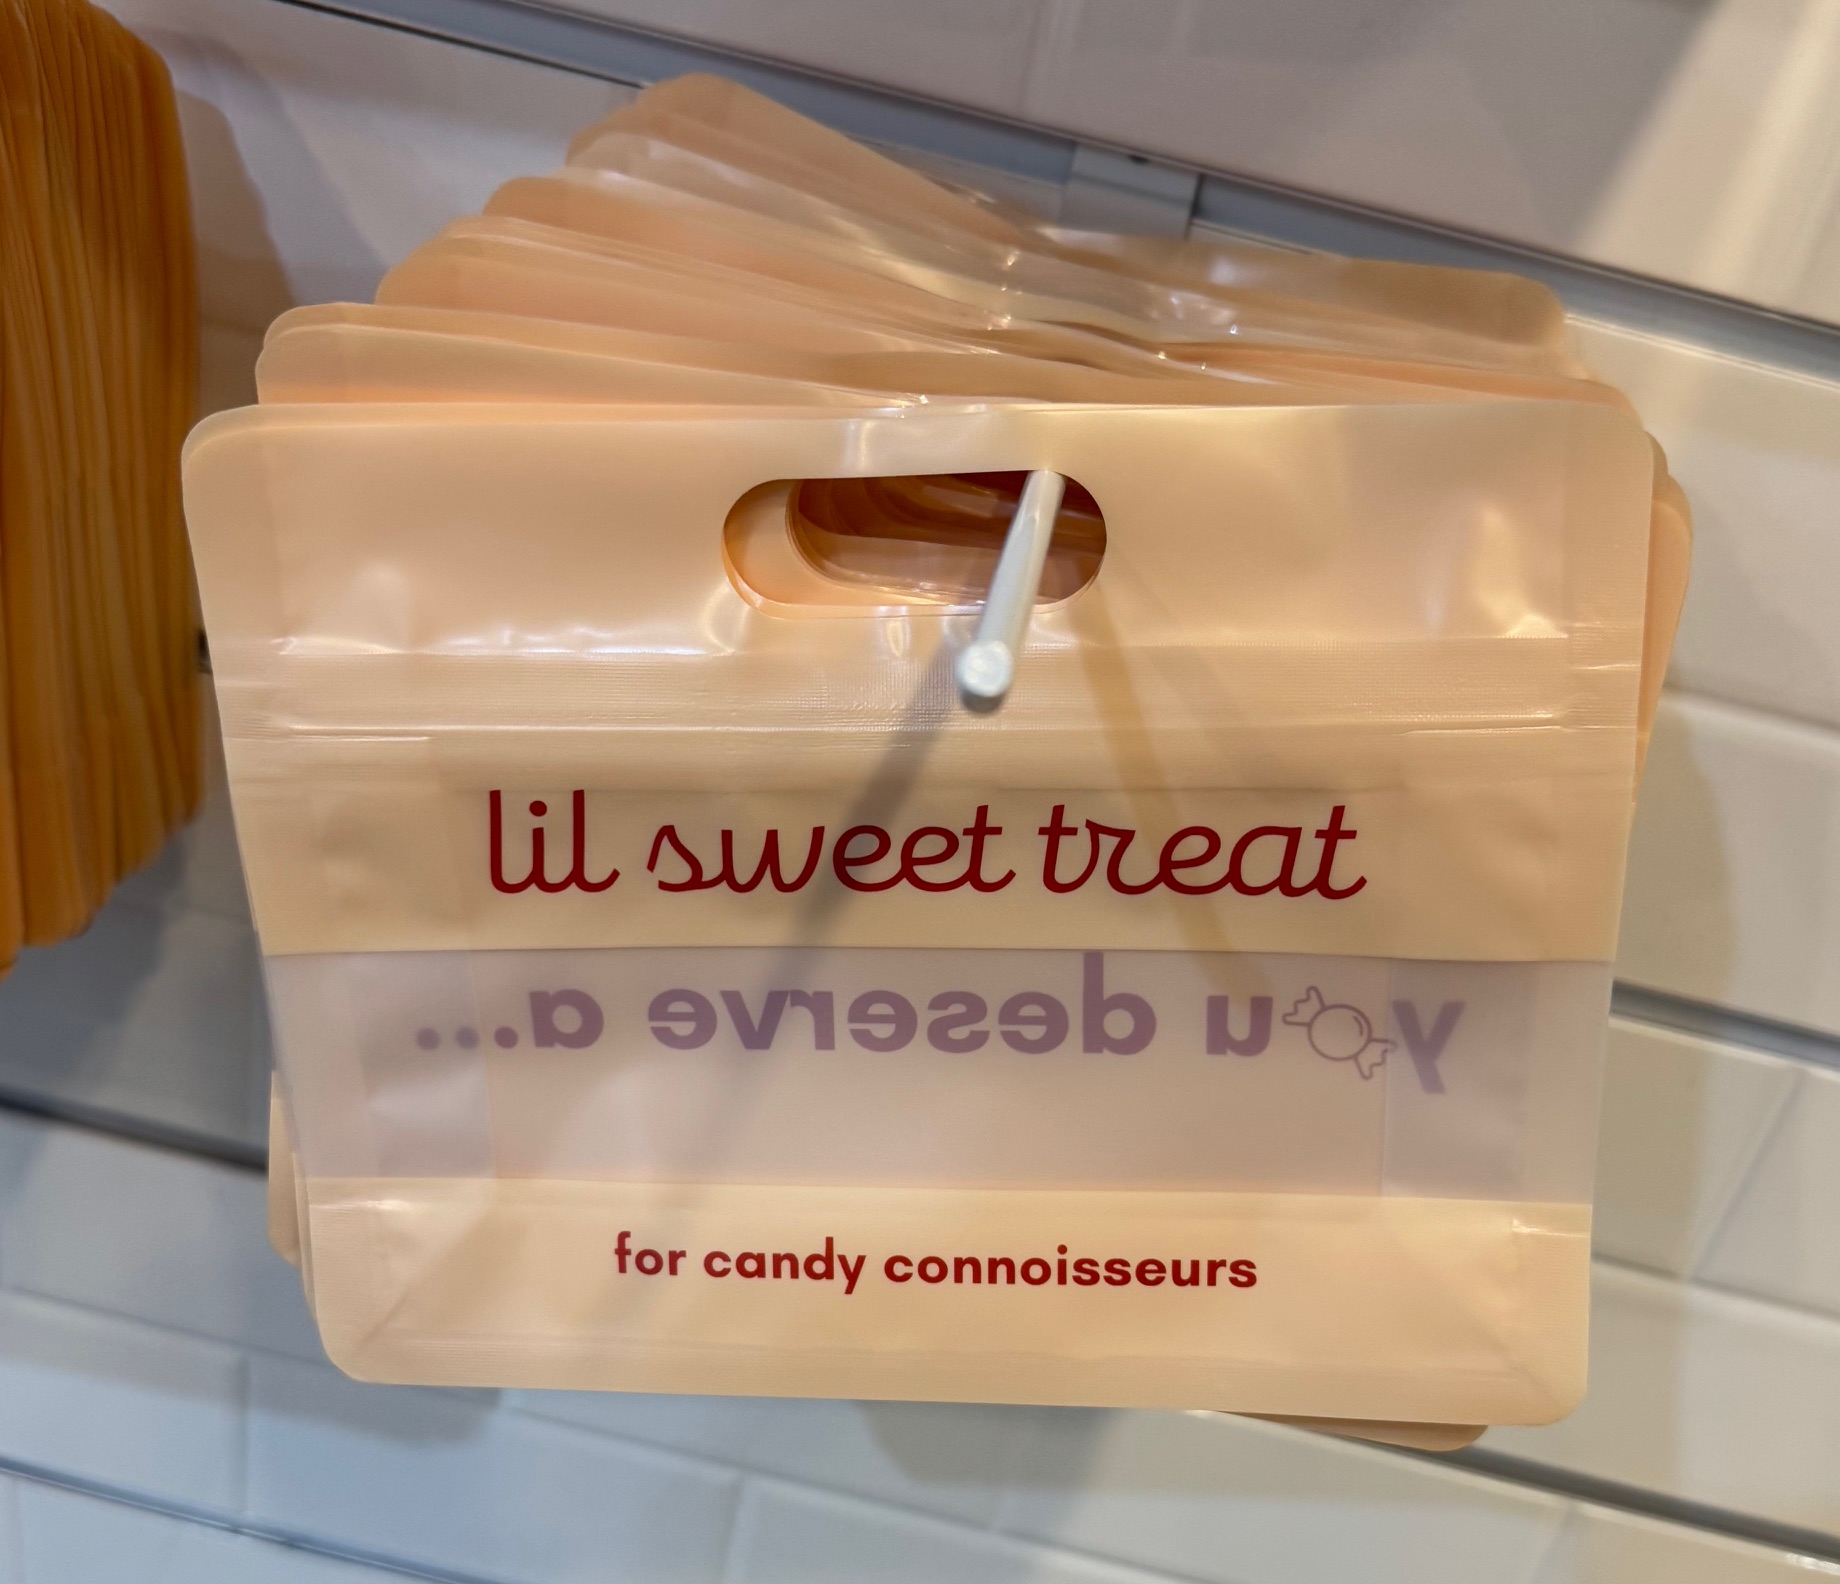 lil sweet treat
you deserve a...
for candy connoisseurs